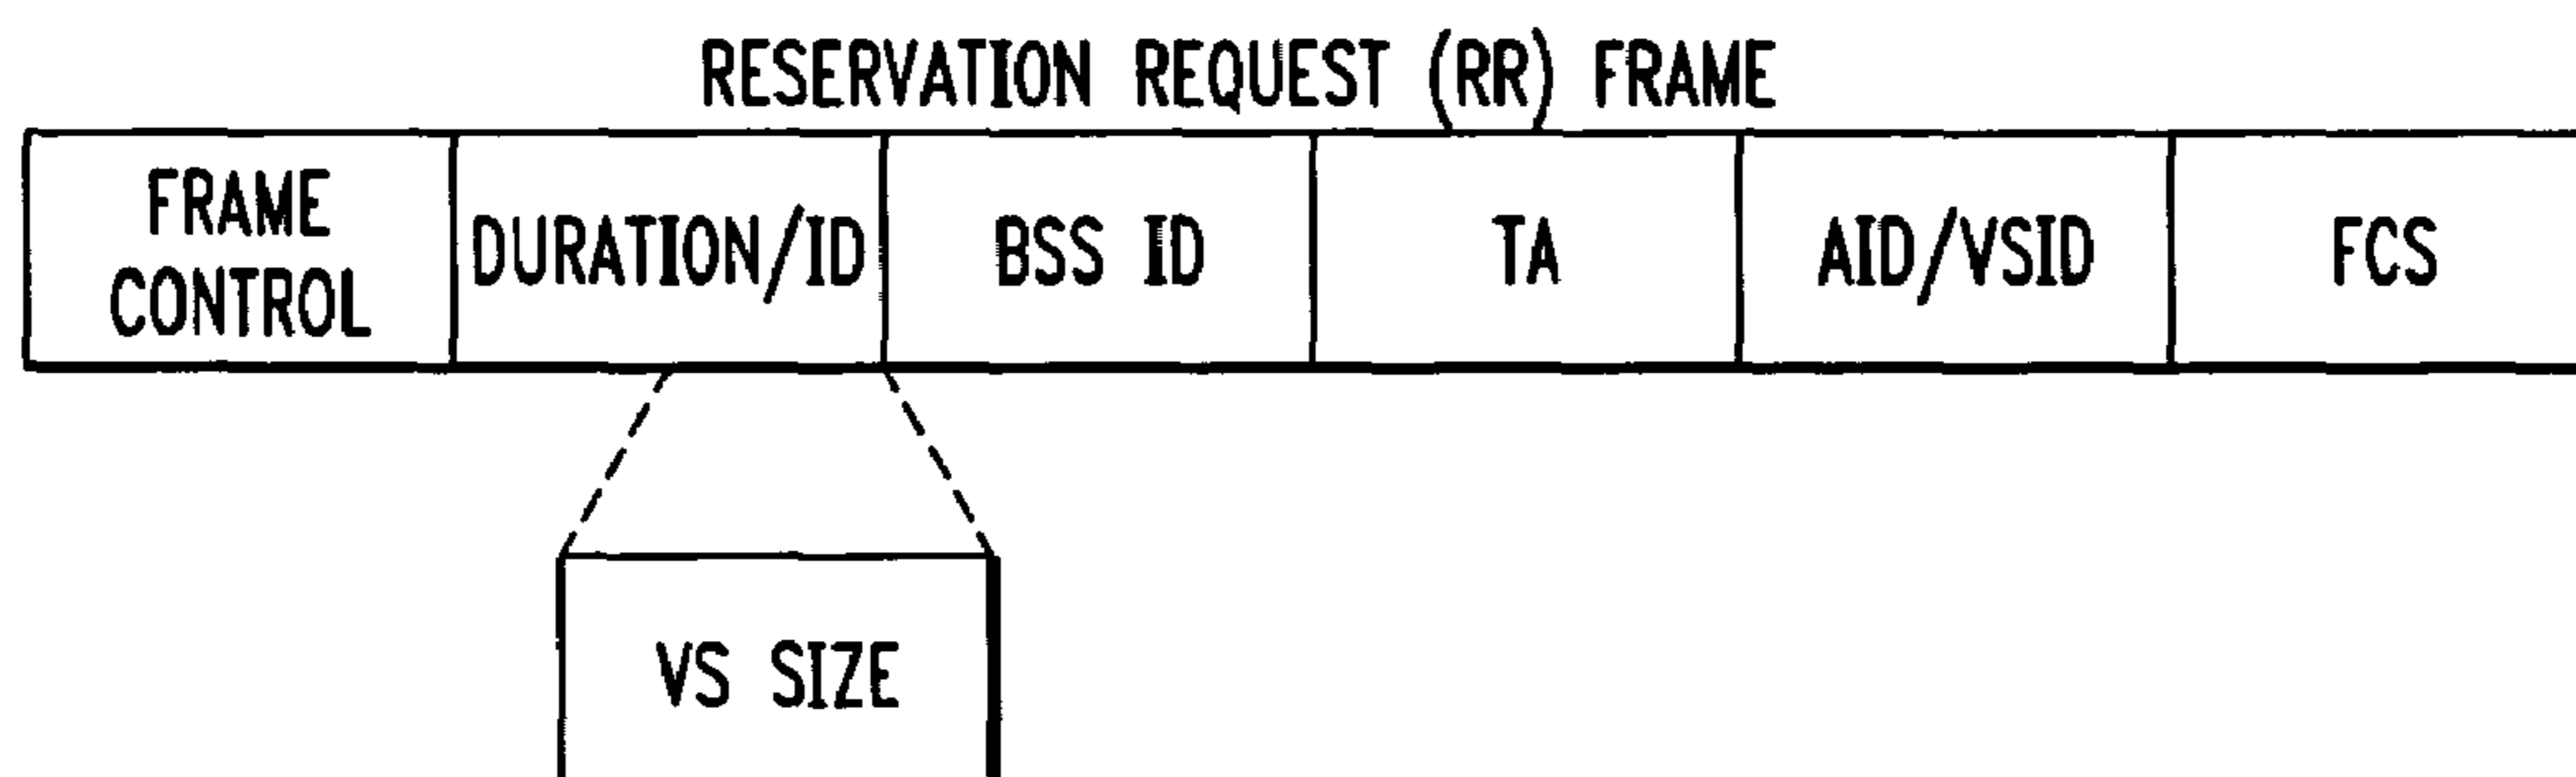 RESERVATION REQUEST (RR) FRAME
FRAME
CONTROL
DURATION/ID
BSS ID
TA
AID/VSID
FCS
VS SIZE